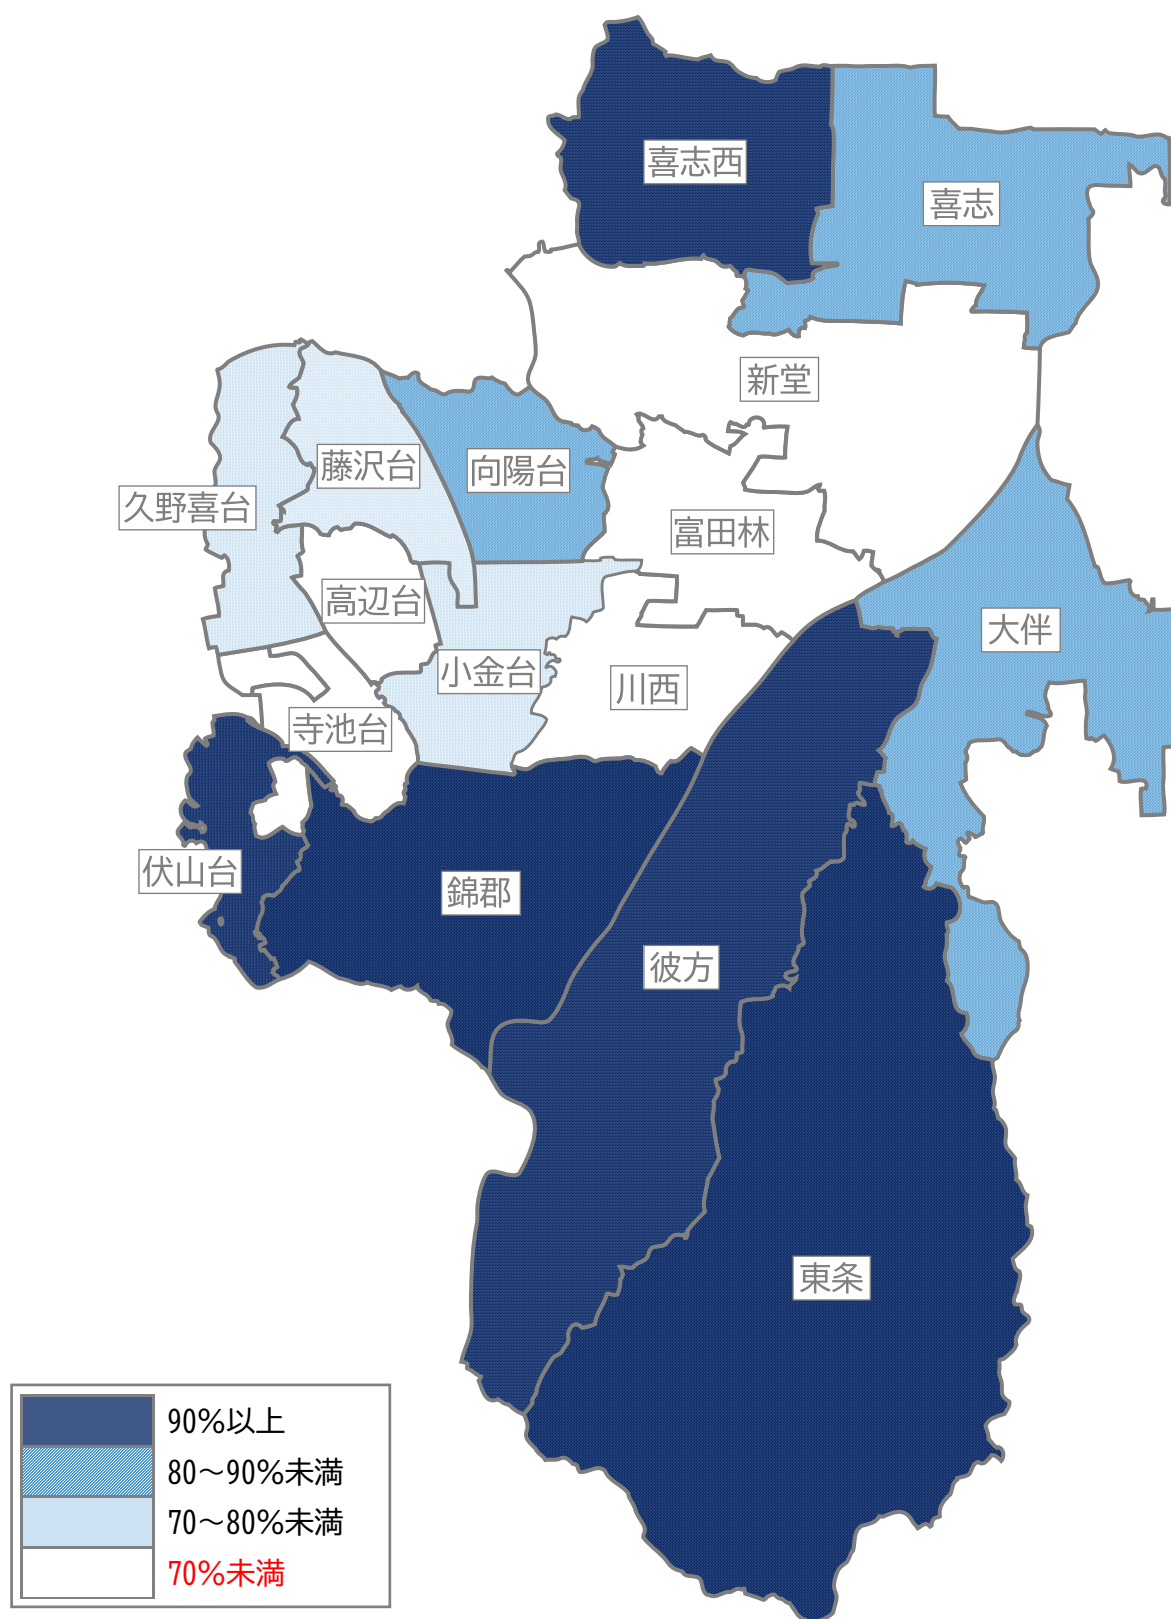 喜志西
喜志
新堂
藤沢台
向陽台
久野喜台
富田林
高辺台
大伴
小金台
川西
寺池台
伏山台
錦郡
彼方
東条
90%以上
80～90%未満
70～80%未満
70%未満